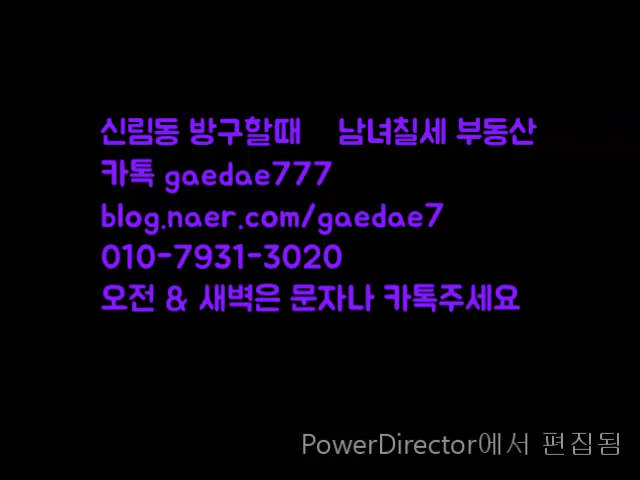 신림동 방구할때 남녀칠세 부동산
카톡 gaedae777
blog.naer.com/gaedae7
010-7931-3020
오전 & 새벽은 문자나 카톡주세요
PowerDirector에서 편집됨